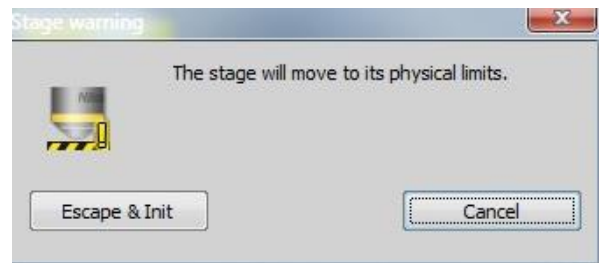 Stage warning
The stage will move to its physical limits.
Escape & Init
Cancel